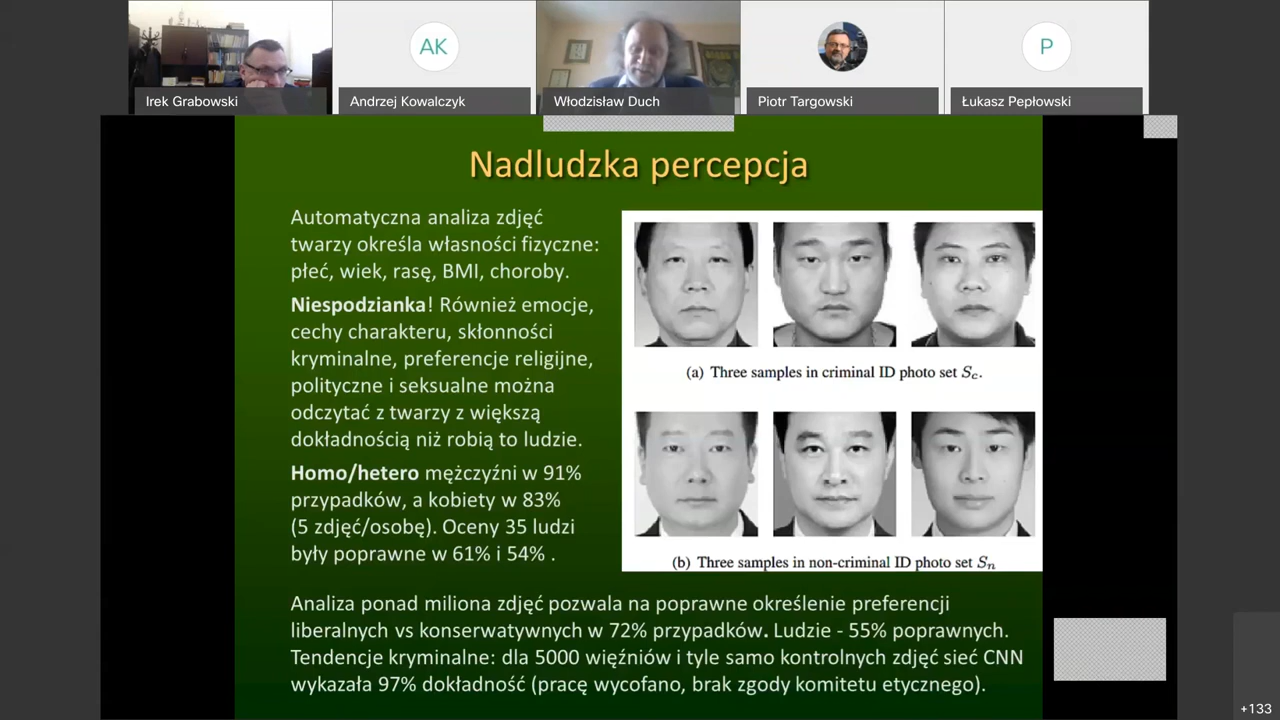 Irek Grabowski
AK
Andrzej Kowalczyk
Włodzisław Duch
Piotr Targowski
P
Łukasz Pepłowski
Nadludzka percepcja
Automatyczna analiza zdjęć
twarzy określa własności fizyczne:
płeć, wiek, rasę, BMI, choroby.
Niespodzianka! Również emocje,
cechy charakteru, skłonności
kryminalne, preferencje religijne,
polityczne i seksualne można
odczytać z twarzy z większą
dokładnością niż robią to ludzie.
Homo/hetero mężczyźni w 91%
przypadków, a kobiety w 83%
(5 zdjęć/osobę). Oceny 35 ludzi
były poprawne w 61% i 54% .
(a) Three samples in criminal ID photo set Sc.
(b) Three samples in non-criminal ID photo set Sn
Analiza ponad miliona zdjęć pozwala na poprawne określenie preferencji
liberalnych vs konserwatywnych w 72% przypadków. Ludzie - 55% poprawnych.
Tendencje kryminalne: dla 5000 więźniów i tyle samo kontrolnych zdjęć sieć CNN
wykazała 97% dokładność (pracę wycofano, brak zgody komitetu etycznego).
+133